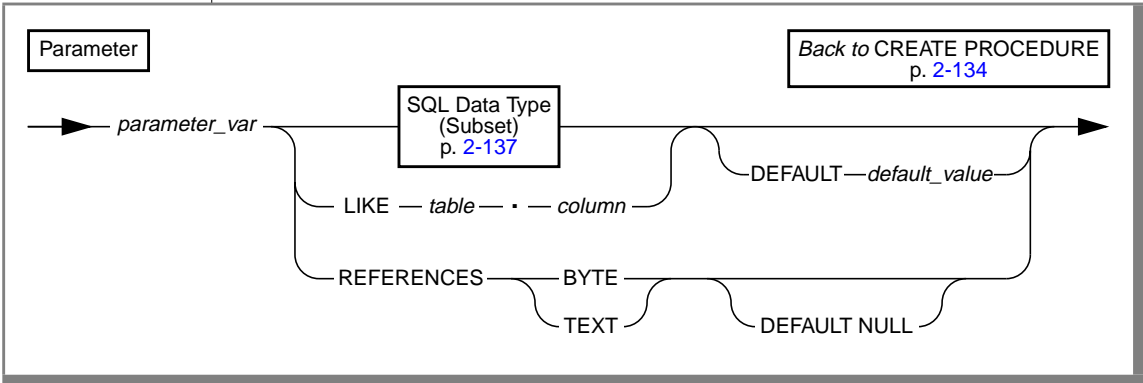 Parameter
Back to CREATE PROCEDURE
p. 2-134
SQL Data Type
(Subset)
p. 2-137
parameter_var
DEFAULT default_value
LIKE table . column
REFERENCES BYTE
TEXT DEFAULT NULL